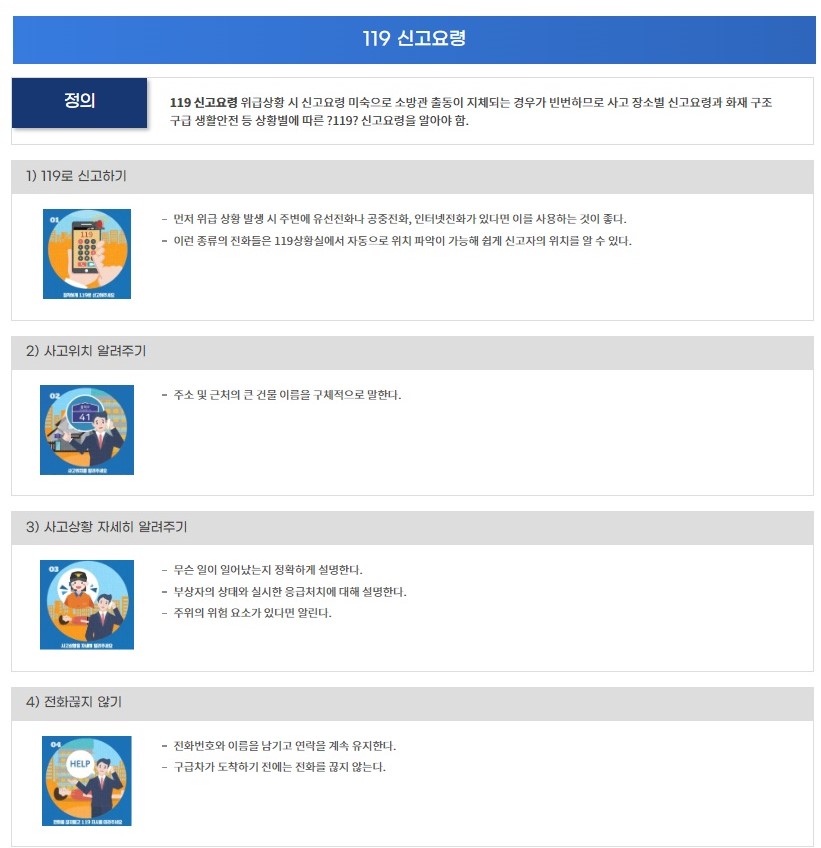 119 신고요령
정의
119 신고요령 위급상황 시 신고요령 미숙으로 소방관 출동이 지체되는 경우가 빈번하므로 사고 장소별 신고요령과 화재 구조
구급 생활안전 등 상황별에 따른 ?119? 신고요령을 알아야 함.
1) 119로 신고하기
01
119
침착하게 119로 신고해주세요
- 먼저 위급 상황 발생 시 주변에 유선전화나 공중전화, 인터넷전화가 있다면 이를 사용하는 것이 좋다.
- 이런 종류의 전화들은 119상황실에서 자동으로 위치 파악이 가능해 쉽게 신고자의 위치를 알 수 있다.
2) 사고위치 알려주기
02
41
사고위치를 알려주세요
- 주소 및 근처의 큰 건물 이름을 구체적으로 말한다.
3) 사고상황 자세히 알려주기
03
사고상황을 자세히 알려주세요
- 무슨 일이 일어났는지 정확하게 설명한다.
- 부상자의 상태와 실시한 응급처치에 대해 설명한다.
- 주위의 위험 요소가 있다면 알린다.
4) 전화끊지 않기
04
HELP
전화를 끊지말고 119 지시를 따라주세요
- 전화번호와 이름을 남기고 연락을 계속 유지한다.
- 구급차가 도착하기 전에는 전화를 끊지 않는다.